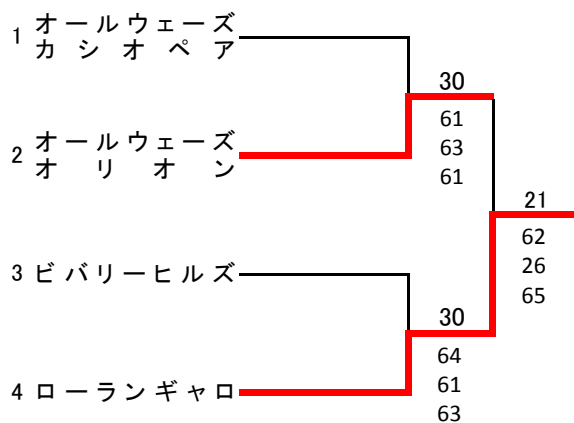 1 オールウェーズ
カシオペア
30
61
63
61
2 オールウェーズ
オリオン
21
62
26
65
3 ビバリーヒルズ
30
64
61
63
4 ローランギャロ